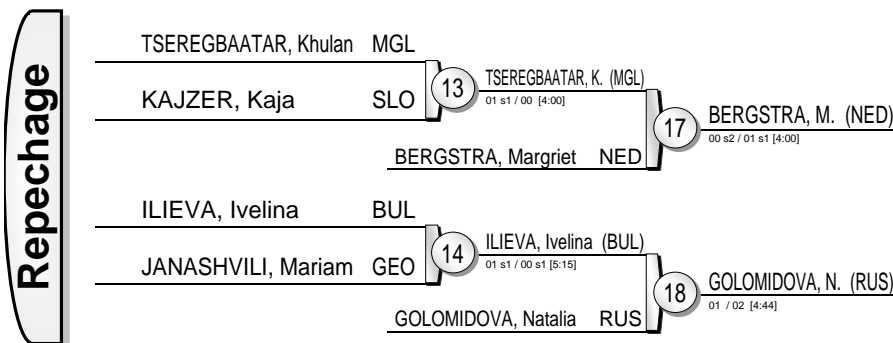 Repechage
TSEREGBAATAR, Khulan MGL
KAJZER, Kaja SLO
13
TSEREGBAATAR, K. (MGL)
01 s1 / 00 [4:00]
BERGSTRA, Margriet NED
17
BERGSTRA, M. (NED)
00 s2 / 01 s1 [4:00]
ILIEVA, Ivelina BUL
JANASHVILI, Mariam GEO
14
ILIEVA, Ivelina (BUL)
01 s1 / 00 s1 [5:15]
GOLOMIDOVA, Natalia RUS
18
GOLOMIDOVA, N. (RUS)
01 / 02 [4:44]